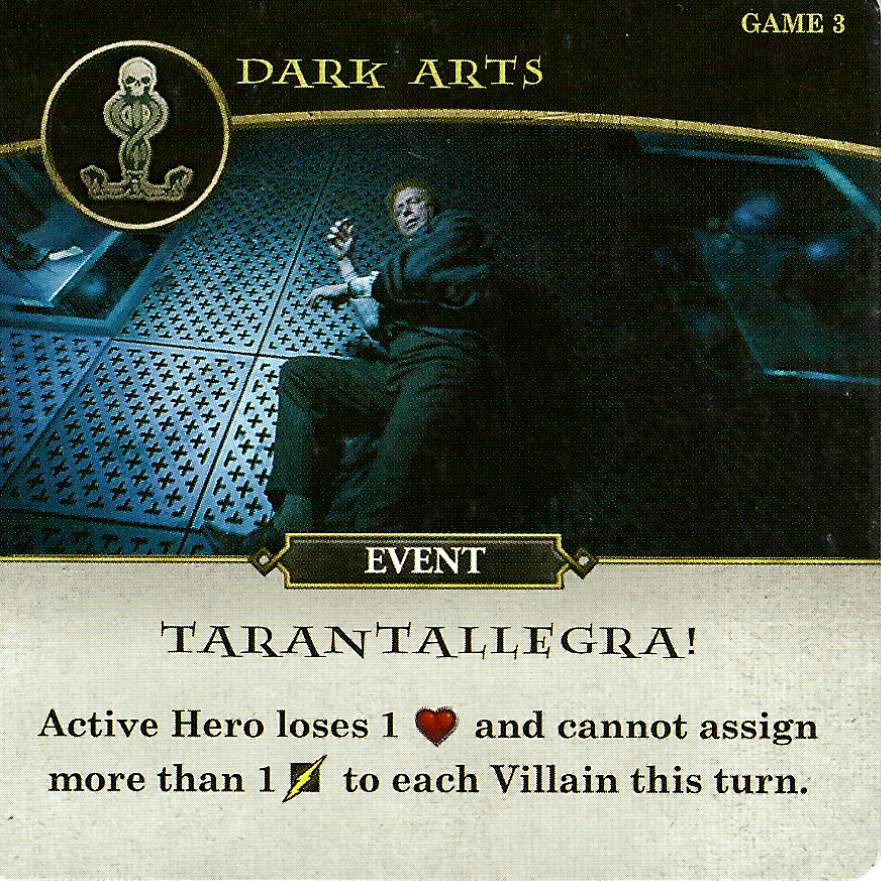 GAME 3
DARK ARTS
EVENT
TARANTALLEGRA!
Active Hero loses 1 and cannot assign
more than 1 to each Villain this turn.